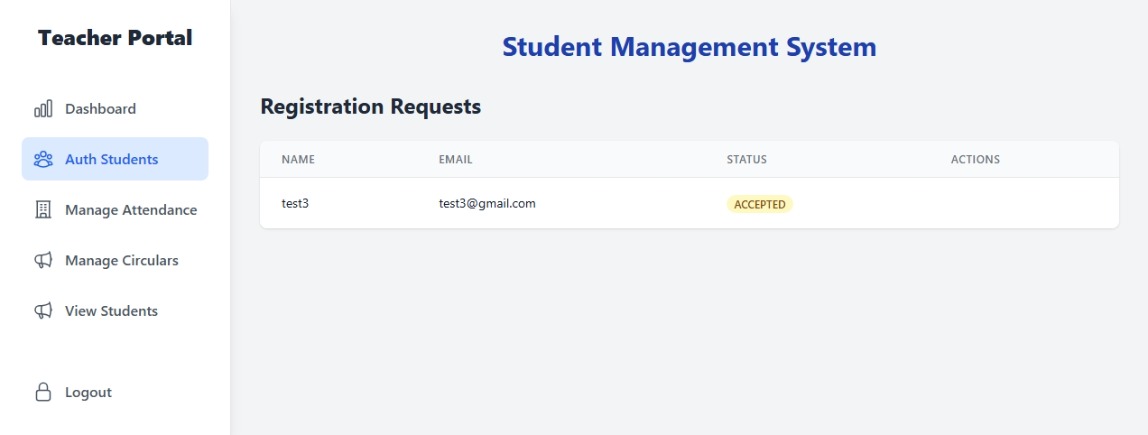 Teacher Portal
Dashboard
Auth Students
Manage Attendance
Manage Circulars
View Students
Logout
Student Management System
Registration Requests
NAME EMAIL STATUS ACTIONS
test3 test3@gmail.com ACCEPTED